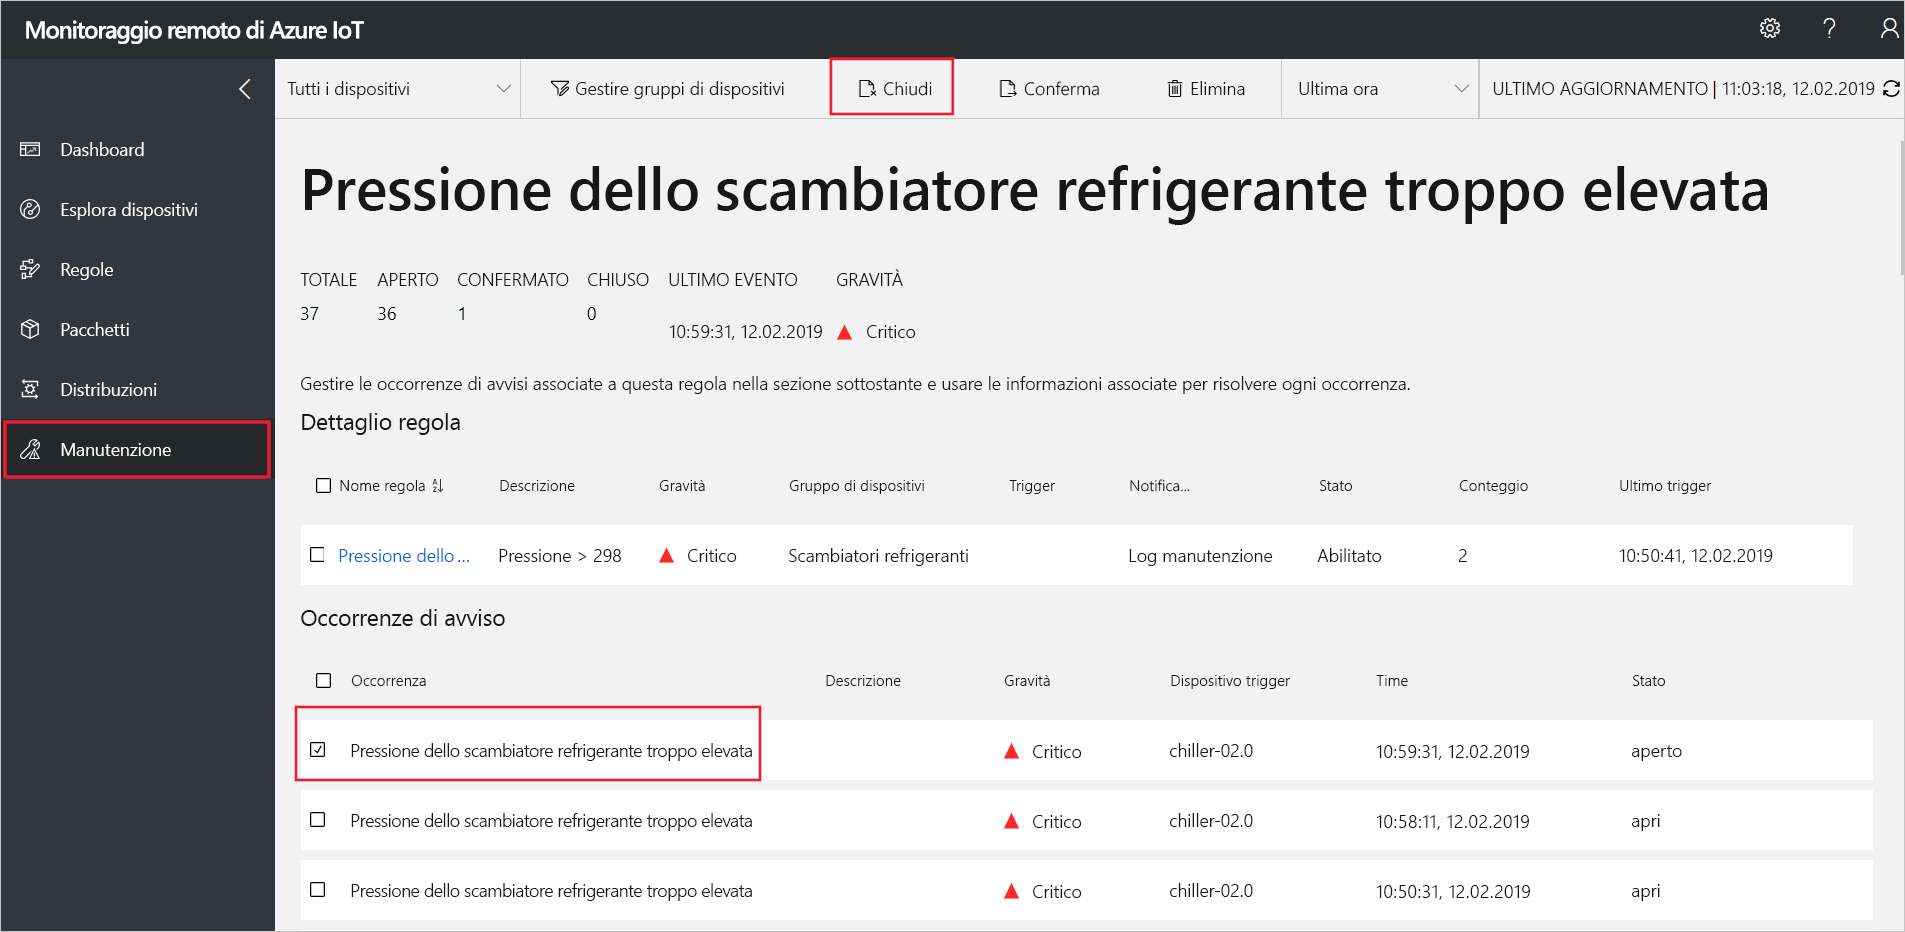 Monitoraggio remoto di Azure IoT
Tutti i dispositivi
Gestire gruppi di dispositivi
Chiudi
Conferma
Elimina
Ultima ora
ULTIMO AGGIORNAMENTO | 11:03:18, 12.02.2019
Dashboard
Esplora dispositivi
Regole
Pacchetti
Distribuzioni
Manutenzione
Pressione dello scambiatore refrigerante troppo elevata
TOTALE APERTO CONFERMATO CHIUSO ULTIMO EVENTO GRAVITÀ
37 36 1 0
10:59:31, 12.02.2019 Critico
Gestire le occorrenze di avvisi associate a questa regola nella sezione sottostante e usare le informazioni associate per risolvere ogni occorrenza.
Dettaglio regola
Nome regola Descrizione Gravità Gruppo di dispositivi Trigger Notifica... Stato Conteggio Ultimo trigger
Pressione dello ... Pressione > 298 Critico Scambiatori refrigeranti Log manutenzione Abilitato 2 10:50:41, 12.02.2019
Occorrenze di avviso
Occorrenza Descrizione Gravità Dispositivo trigger Time Stato
Pressione dello scambiatore refrigerante troppo elevata Critico chiller-02.0 10:59:31, 12.02.2019 aperto
Pressione dello scambiatore refrigerante troppo elevata Critico chiller-02.0 10:58:11, 12.02.2019 apri
Pressione dello scambiatore refrigerante troppo elevata Critico chiller-02.0 10:50:31, 12.02.2019 apri